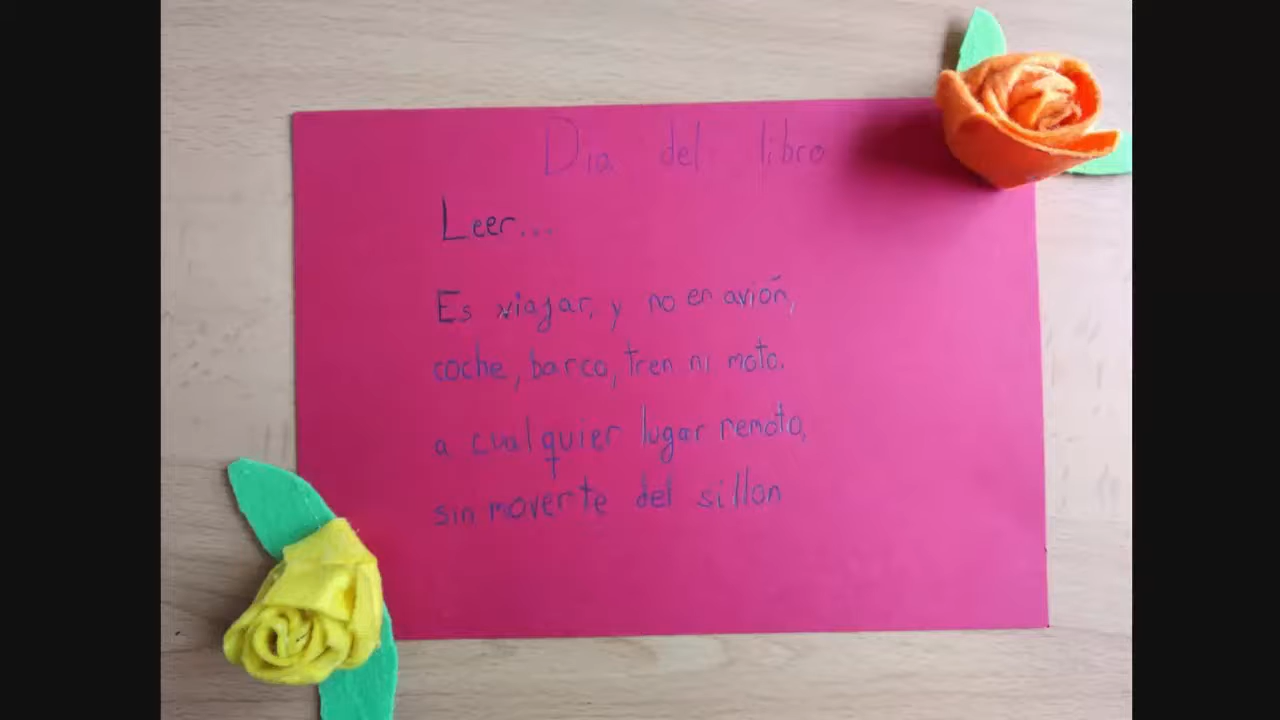 Dia del libro
Leer...
Es viajar, y no en avión,
coche, barco, tren ni moto.
a cualquier lugar remoto,
sin moverte del sillon